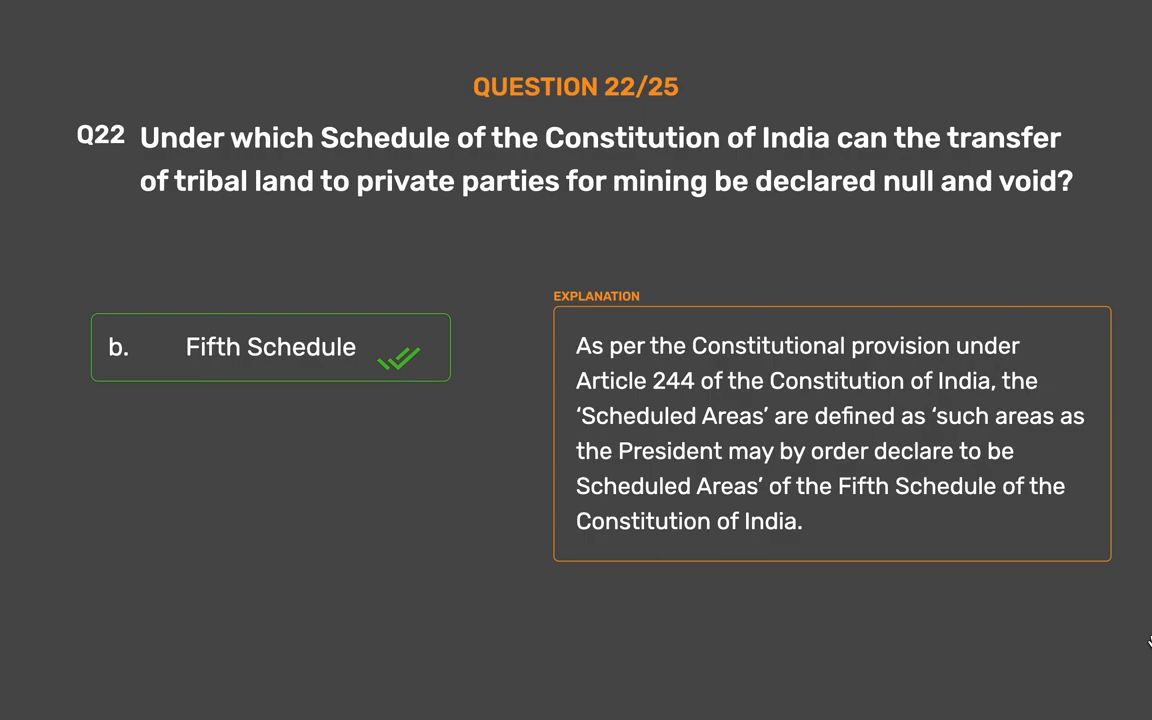 QUESTION 22/25
Q22 Under which Schedule of the Constitution of India can the transfer
of tribal land to private parties for mining be declared null and void?
b. Fifth Schedule
EXPLANATION
As per the Constitutional provision under
Article 244 of the Constitution of India, the
‘Scheduled Areas’ are defined as ‘such areas as
the President may by order declare to be
Scheduled Areas’ of the Fifth Schedule of the
Constitution of India.